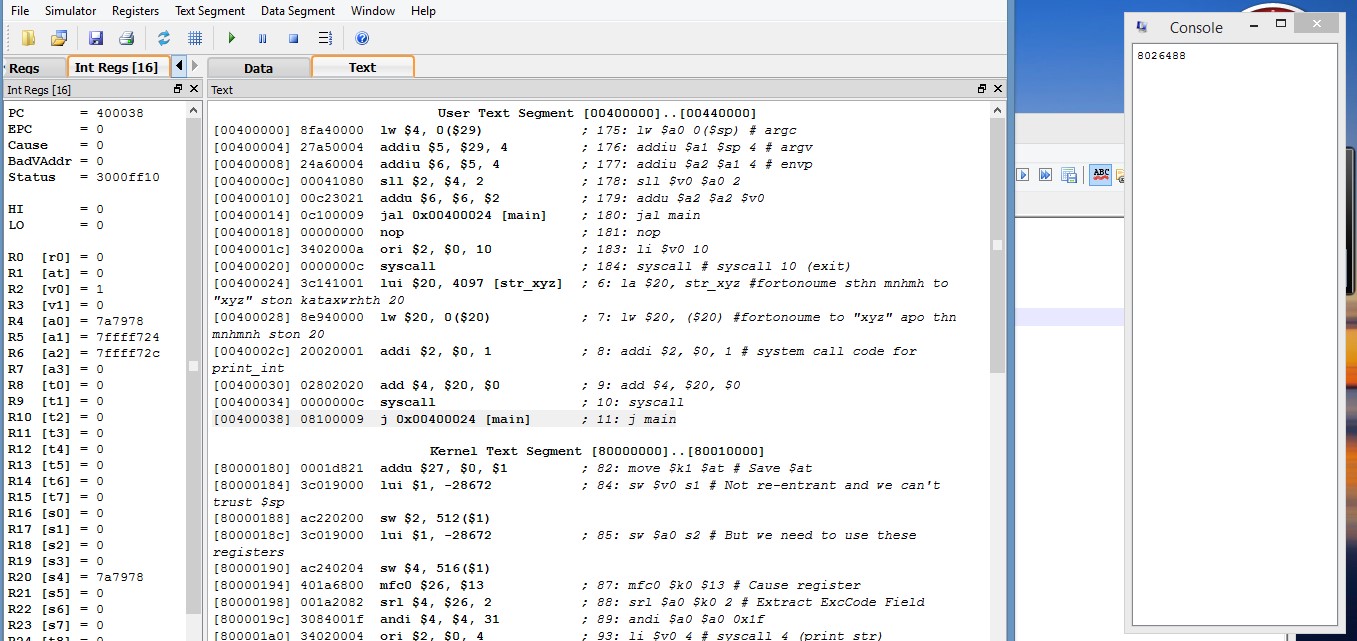 File Simulator Registers Text Segment Data Segment Window Help
Regs Int Regs [16] Data Text
Int Regs [16] Text
PC = 400038
EPC = 0
Cause = 0
BadVAddr = 0
Status = 3000ff10
HI = 0
LO = 0
R0 [r0] = 0
R1 [at] = 0
R2 [v0] = 1
R3 [v1] = 0
R4 [a0] = 7a7978
R5 [a1] = 7ffff724
R6 [a2] = 7ffff72c
R7 [a3] = 0
R8 [t0] = 0
R9 [t1] = 0
R10 [t2] = 0
R11 [t3] = 0
R12 [t4] = 0
R13 [t5] = 0
R14 [t6] = 0
R15 [t7] = 0
R16 [s0] = 0
R17 [s1] = 0
R18 [s2] = 0
R19 [s3] = 0
R20 [s4] = 7a7978
R21 [s5] = 0
R22 [s6] = 0
R23 [s7] = 0
R24 [t8] = 0
User Text Segment [00400000]..[00440000]
[00400000] 8fa40000 lw $4, 0($29) ; 175: lw $a0 0($sp) # argc
[00400004] 27a50004 addiu $5, $29, 4 ; 176: addiu $a1 $sp 4 # argv
[00400008] 24a60004 addiu $6, $5, 4 ; 177: addiu $a2 $a1 4 # envp
[0040000c] 00041080 sll $2, $4, 2 ; 178: sll $v0 $a0 2
[00400010] 00c23021 addu $6, $6, $2 ; 179: addu $a2 $a2 $v0
[00400014] 0c100009 jal 0x00400024 [main] ; 180: jal main
[00400018] 00000000 nop ; 181: nop
[0040001c] 3402000a ori $2, $0, 10 ; 183: li $v0 10
[00400020] 0000000c syscall ; 184: syscall # syscall 10 (exit)
[00400024] 3c141001 lui $20, 4097 [str_xyz] ; 6: la $20, str_xyz #fortonoume sthn mnhmh to
"xyz" ston kataxwrhth 20
[00400028] 8e940000 lw $20, 0($20) ; 7: lw $20, ($20) #fortonoume to "xyz" apo thn
mnhmnh ston 20
[0040002c] 20020001 addi $2, $0, 1 ; 8: addi $2, $0, 1 # system call code for
print_int
[00400030] 02802020 add $4, $20, $0 ; 9: add $4, $20, $0
[00400034] 0000000c syscall ; 10: syscall
[00400038] 08100009 j 0x00400024 [main] ; 11: j main
Kernel Text Segment [80000000]..[80010000]
[80000180] 0001d821 addu $27, $0, $1 ; 82: move $k1 $at # Save $at
[80000184] 3c019000 lui $1, -28672 ; 84: sw $v0 s1 # Not re-entrant and we can't
trust $sp
[80000188] ac220200 sw $2, 512($1)
[8000018c] 3c019000 lui $1, -28672 ; 85: sw $a0 s2 # But we need to use these
registers
[80000190] ac240204 sw $4, 516($1)
[80000194] 401a6800 mfc0 $26, $13 ; 87: mfc0 $k0 $13 # Cause register
[80000198] 001a2082 srl $4, $26, 2 ; 88: srl $a0 $k0 2 # Extract ExcCode Field
[8000019c] 3084001f andi $4, $4, 31 ; 89: andi $a0 $a0 0x1f
[800001a0] 34020004 ori $2, $0, 4 ; 93: li $v0 4 # syscall 4 (print str)
ABC
Console
8026488